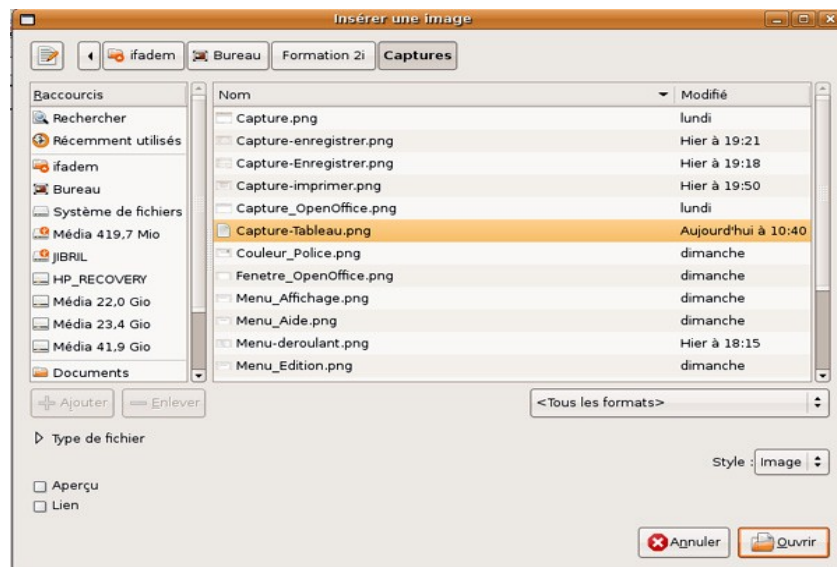 Insérer une image
ifadem Bureau Formation 2i Captures
Raccourcis
Rechercher
Récemment utilisés
ifadem
Bureau
Système de fichiers
Média 419,7 Mio
JIBRIL
HP_RECOVERY
Média 22,0 Gio
Média 23,4 Gio
Média 41,9 Gio
Documents
Nom Modifié
Capture.png lundi
Capture-enregistrer.png Hier à 19:21
Capture-Enregistrer.png Hier à 19:18
Capture-imprimer.png Hier à 19:50
Capture_OpenOffice.png lundi
Capture-Tableau.png Aujourd'hui à 10:40
Couleur_Police.png dimanche
Fenetre_OpenOffice.png dimanche
Menu_Affichage.png dimanche
Menu_Aide.png dimanche
Menu-deroulant.png Hier à 18:15
Menu_Edition.png dimanche
Ajouter Enlever
<Tous les formats>
Type de fichier
Style : Image
Aperçu
Lien
Annuler Ouvrir